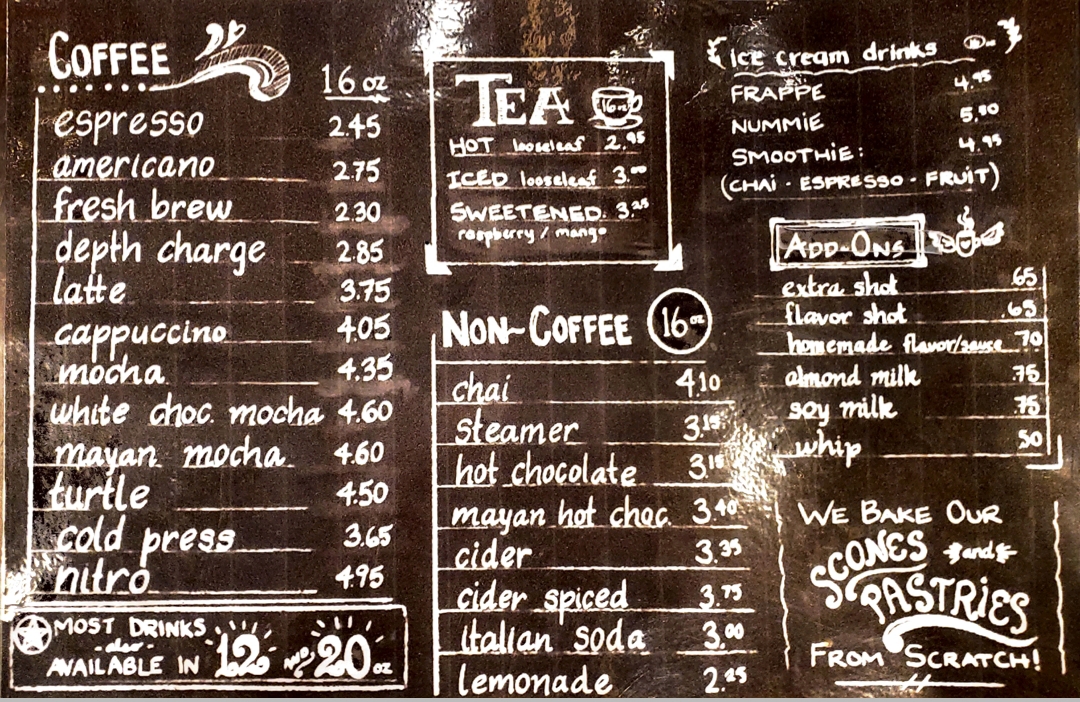 COFFEE
16 oz
espresso 2.45
americano 2.75
fresh brew 2.30
depth charge 2.85
latte 3.75
cappuccino 4.05
mocha 4.35
white choc. mocha 4.60
mayan mocha 4.60
turtle 4.50
cold press 3.65
nitro 4.95
MOST DRINKS
-also-
AVAILABLE IN 12 AND 20 oz
TEA 16oz
HOT looseleaf 2.95
ICED looseleaf 3.00
SWEETENED: 3.25
raspberry / mango
NON-COFFEE 16oz
chai 4.10
steamer 3.15
hot chocolate 3.15
mayan hot choc. 3.40
cider 3.35
cider spiced 3.75
italian soda 3.00
lemonade 2.25
Ice cream drinks
FRAPPE 4.95
NUMMIE
SMOOTHIE: 4.95
(CHAI - ESPRESSO - FRUIT)
ADD-ONS
extra shot .65
flavor shot .65
homemade flavor/sauce .70
almond milk .75
soy milk .75
whip .50
WE BAKE OUR
SCONES and
PASTRIES
FROM SCRATCH!